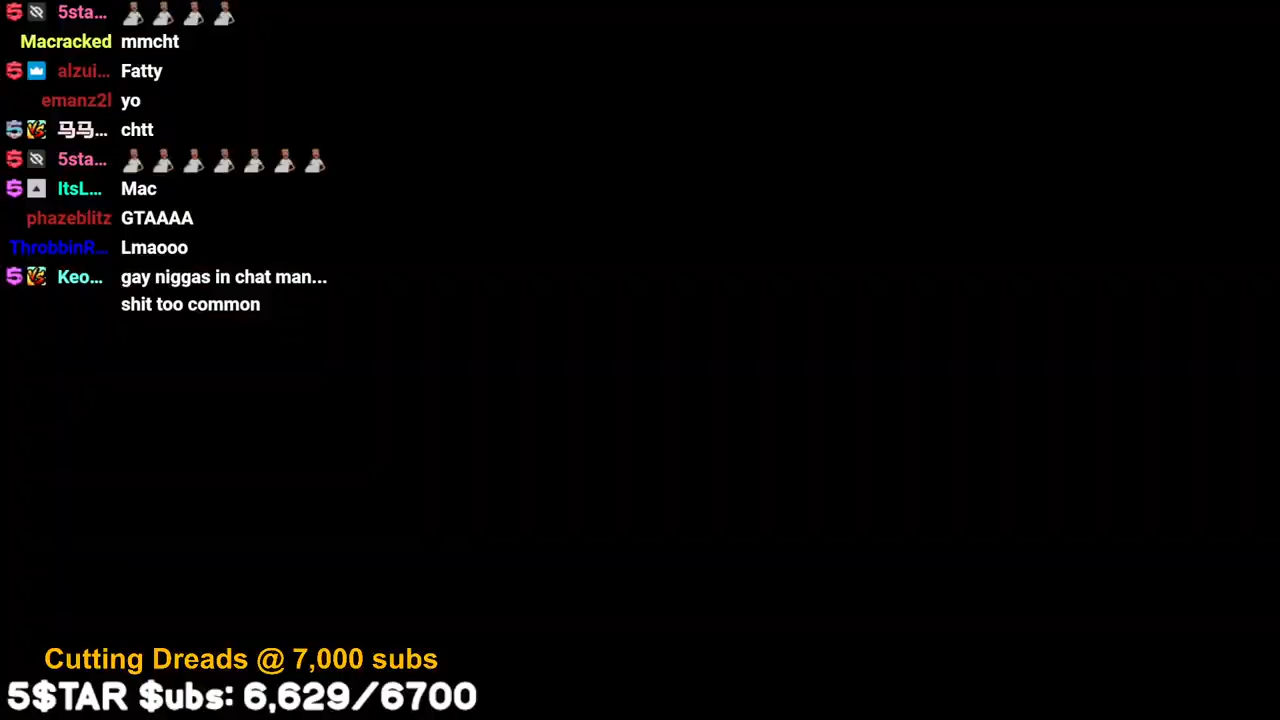 5sta...
Macracked mmcht
alzui... Fatty
emanz2l yo
马马... chtt
5sta...
ItsL... Mac
phazeblitz GTAAAA
ThrobbinR... Lmaooo
Keo... gay niggas in chat man...
shit too common
Cutting Dreads @ 7,000 subs
5$TAR $ubs: 6,629/6700